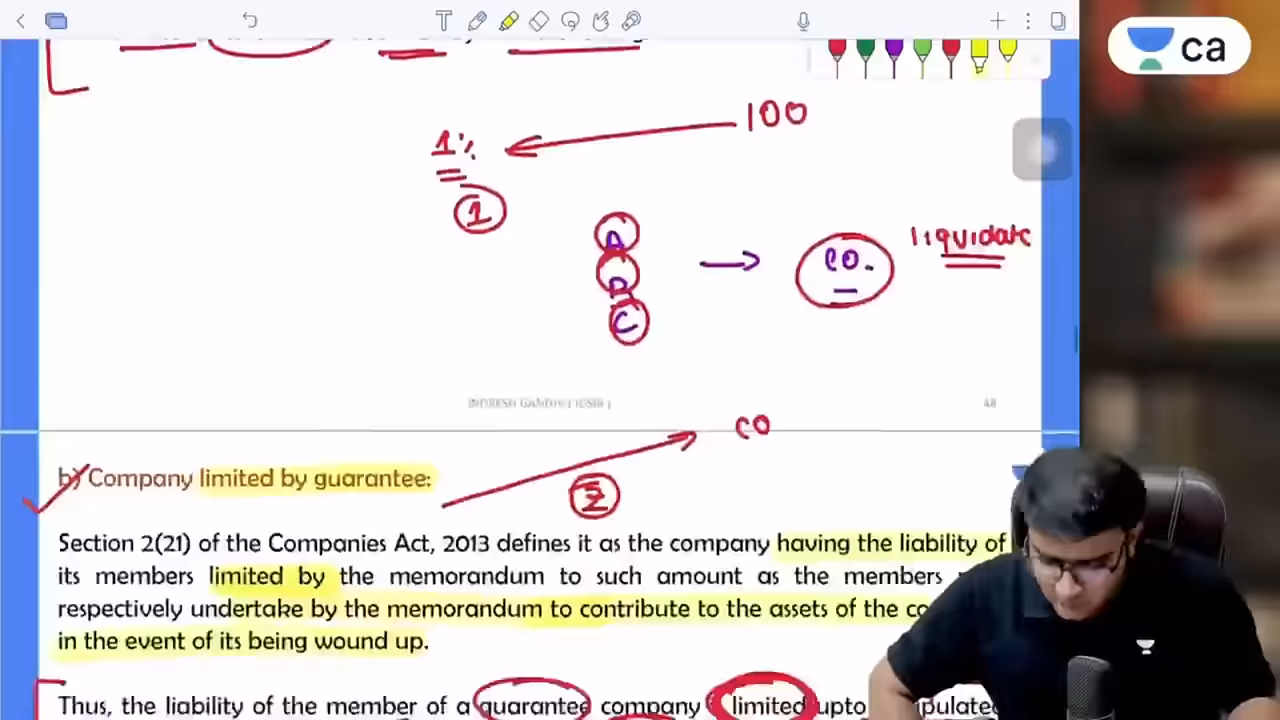 ca
100
1%
1
A
B
C
co.
liquidate
48
co
2
b) Company limited by guarantee:
Section 2(21) of the Companies Act, 2013 defines it as the company having the liability of
its members limited by the memorandum to such amount as the members
respectively undertake by the memorandum to contribute to the assets of the co
in the event of its being wound up.
Thus, the liability of the member of a guarantee company limited upto